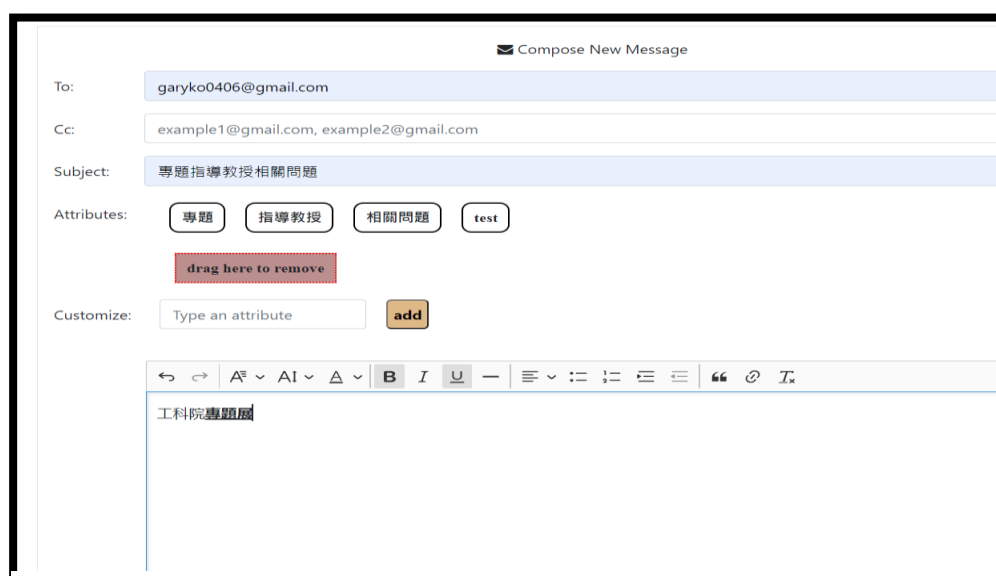 Compose New Message
To: garyko0406@gmail.com
Cc: example1@gmail.com, example2@gmail.com
Subject: 專題指導教授相關問題
Attributes: 專題 指導教授 相關問題 test
drag here to remove
Customize: Type an attribute add
工科院專題展